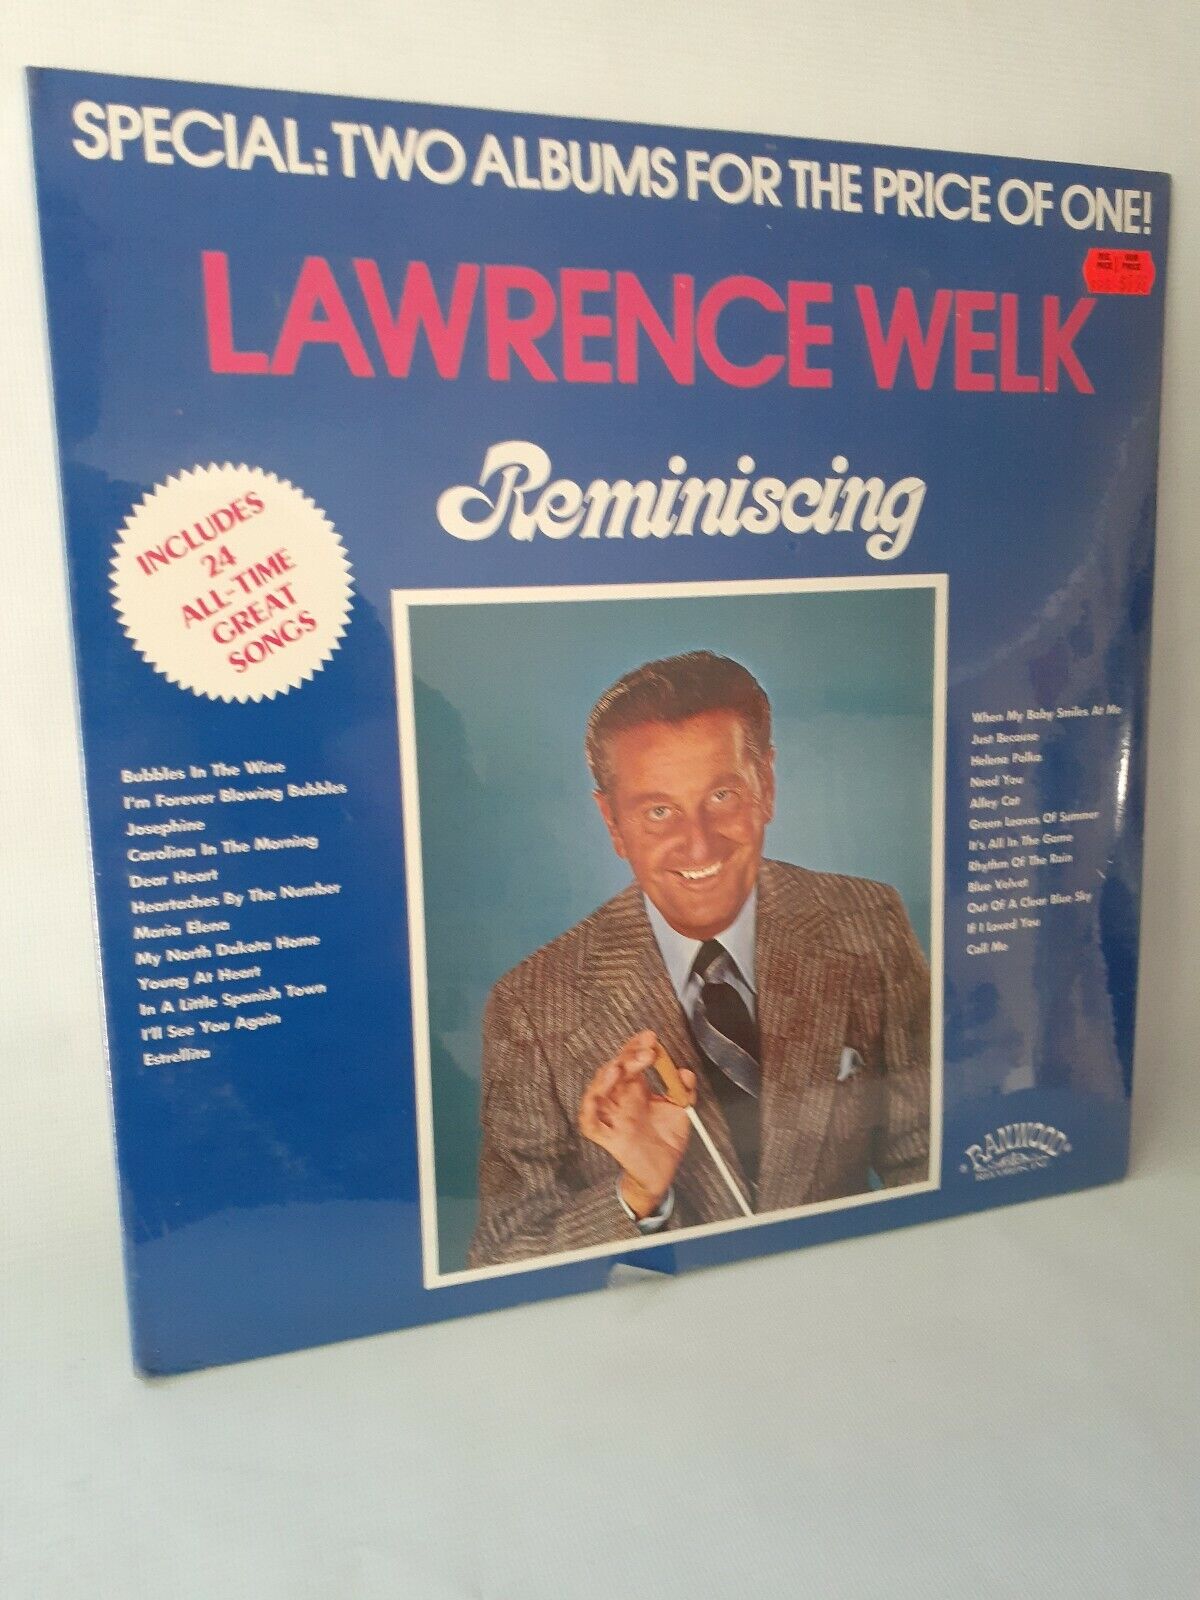 SPECIAL: TWO ALBUMS FOR THE PRICE OF ONE!
LAWRENCE WELK
REG. OUR
PRICE PRICE
Reminiscing
INCLUDES
24
ALL-TIME
GREAT
SONGS
Bubbles In The Wine
I'm Forever Blowing Bubbles
Josephine
Carolina In The Morning
Dear Heart
Heartaches By The Number
Maria Elena
My North Dakota Home
Young At Heart
In A Little Spanish Town
I'll See You Again
Estrellita
When My Baby Smiles At Me
Just Because
Helena Polka
Need You
Alley Cat
Green Leaves Of Summer
It's All In The Game
Rhythm Of The Rain
Blue Velvet
Out Of A Clear Blue Sky
If I Loved You
Call Me
RANWOOD